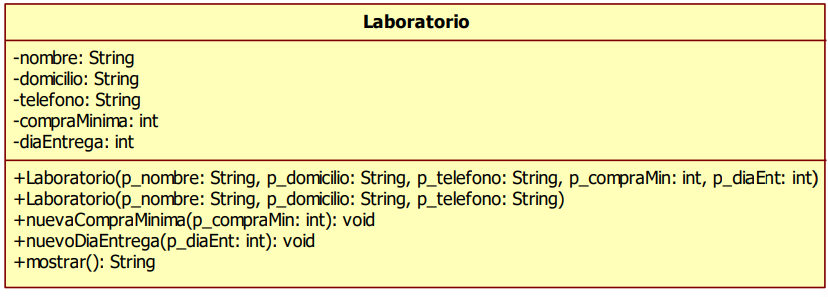 Laboratorio
-nombre: String
-domicilio: String
-telefono: String
-compraMinima: int
-diaEntrega: int
+Laboratorio(p_nombre: String, p_domicilio: String, p_telefono: String, p_compraMin: int, p_diaEnt: int)
+Laboratorio(p_nombre: String, p_domicilio: String, p_telefono: String)
+nuevaCompraMinima(p_compraMin: int): void
+nuevoDiaEntrega(p_diaEnt: int): void
+mostrar(): String